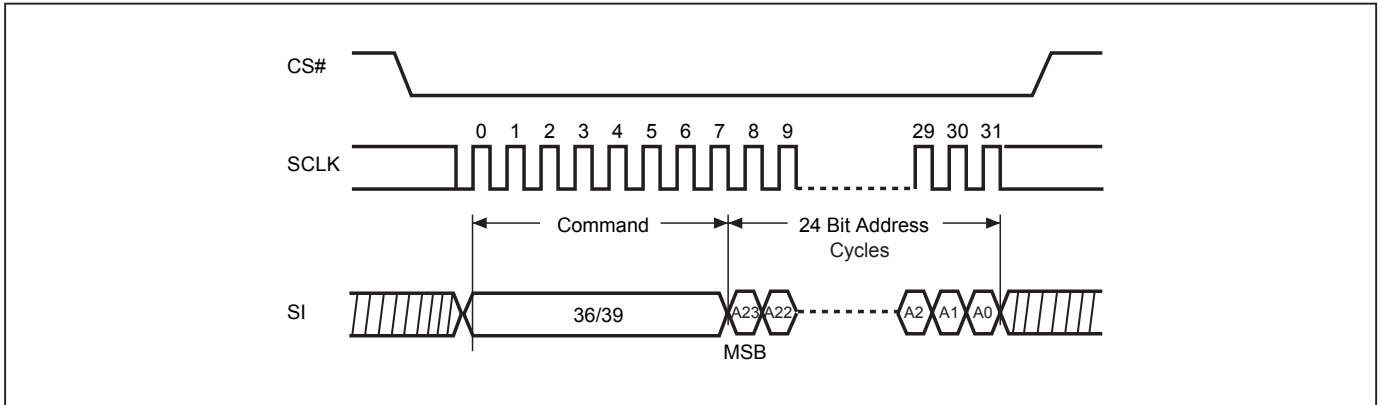 CS#
0 1 2 3 4 5 6 7 8 9 29 30 31
SCLK
Command 24 Bit Address
Cycles
SI 36/39 A23 A22 A2 A1 A0
MSB